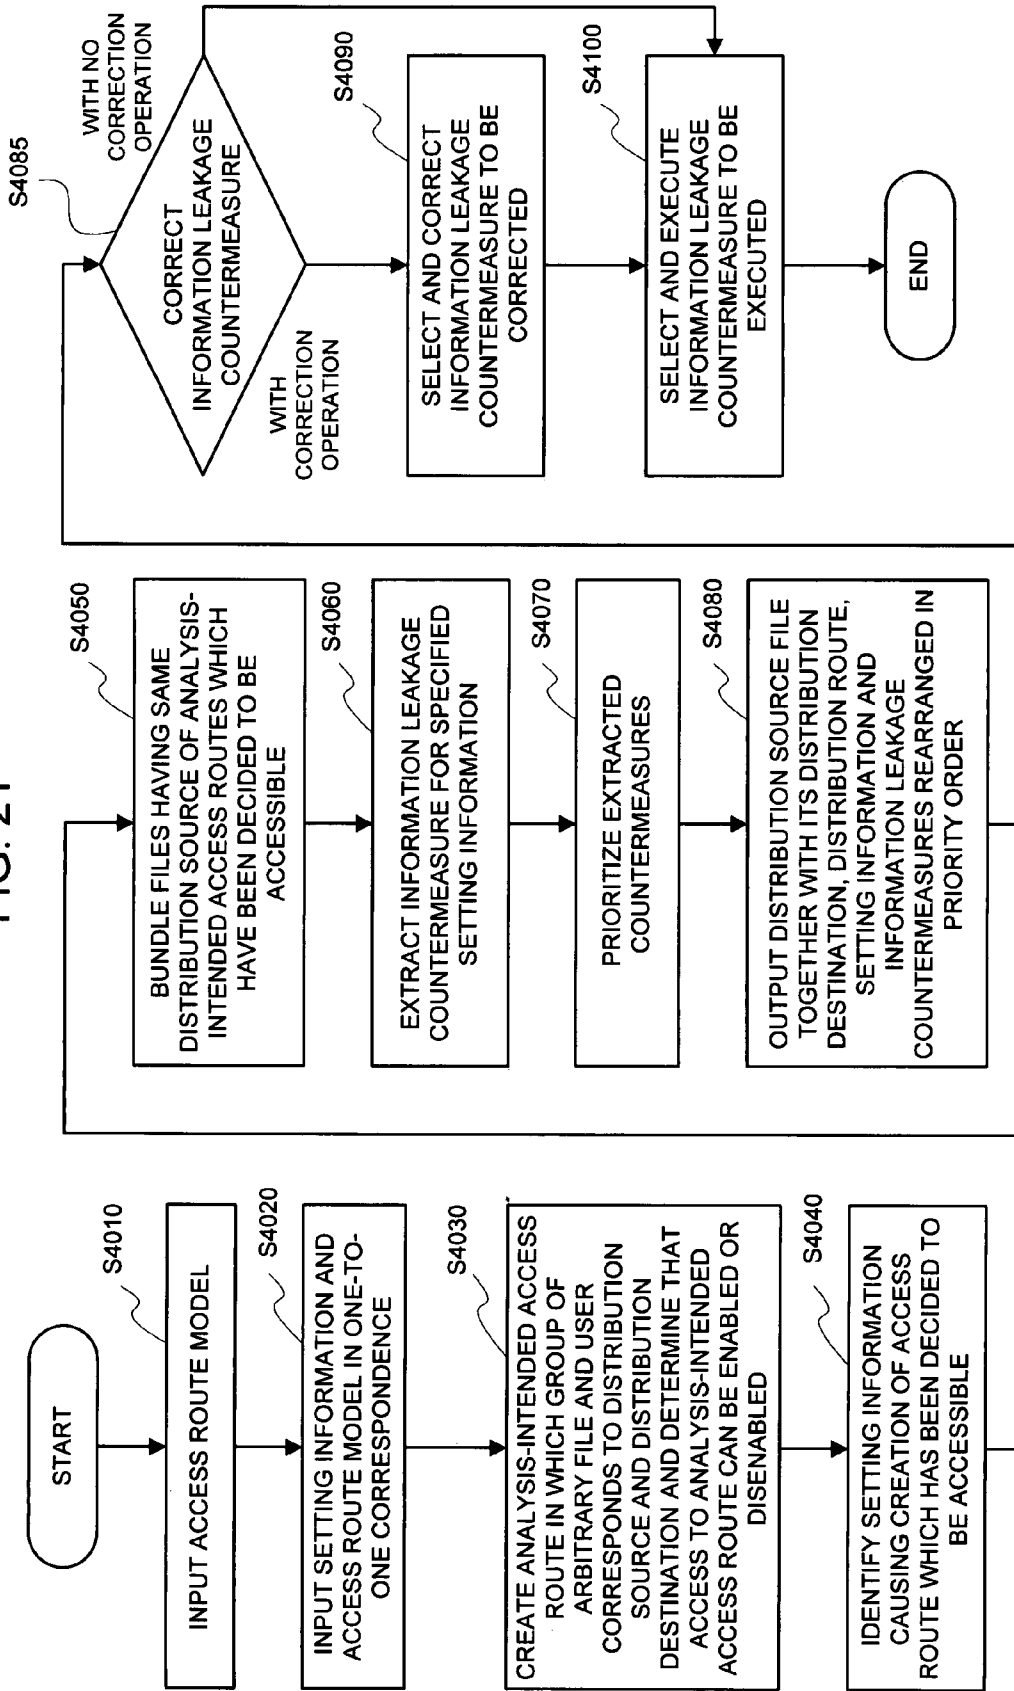 FIG. 21
START
S4010
INPUT ACCESS ROUTE MODEL
S4020
INPUT SETTING INFORMATION AND
ACCESS ROUTE MODEL IN ONE-TO-
ONE CORRESPONDENCE
S4030
CREATE ANALYSIS-INTENDED ACCESS
ROUTE IN WHICH GROUP OF
ARBITRARY FILE AND USER
CORRESPONDS TO DISTRIBUTION
SOURCE AND DISTRIBUTION
DESTINATION AND DETERMINE THAT
ACCESS TO ANALYSIS-INTENDED
ACCESS ROUTE CAN BE ENABLED OR
DISENABLED
S4040
IDENTIFY SETTING INFORMATION
CAUSING CREATION OF ACCESS
ROUTE WHICH HAS BEEN DECIDED TO
BE ACCESSIBLE
S4050
BUNDLE FILES HAVING SAME
DISTRIBUTION SOURCE OF ANALYSIS-
INTENDED ACCESS ROUTES WHICH
HAVE BEEN DECIDED TO BE
ACCESSIBLE
S4060
EXTRACT INFORMATION LEAKAGE
COUNTERMEASURE FOR SPECIFIED
SETTING INFORMATION
S4070
PRIORITIZE EXTRACTED
COUNTERMEASURES
S4080
OUTPUT DISTRIBUTION SOURCE FILE
TOGETHER WITH ITS DISTRIBUTION
DESTINATION, DISTRIBUTION ROUTE,
SETTING INFORMATION AND
INFORMATION LEAKAGE
COUNTERMEASURES REARRANGED IN
PRIORITY ORDER
S4085
CORRECT
INFORMATION LEAKAGE
COUNTERMEASURE
WITH NO
CORRECTION
OPERATION
WITH
CORRECTION
OPERATION
S4090
SELECT AND CORRECT
INFORMATION LEAKAGE
COUNTERMEASURE TO BE
CORRECTED
S4100
SELECT AND EXECUTE
INFORMATION LEAKAGE
COUNTERMEASURE TO BE
EXECUTED
END